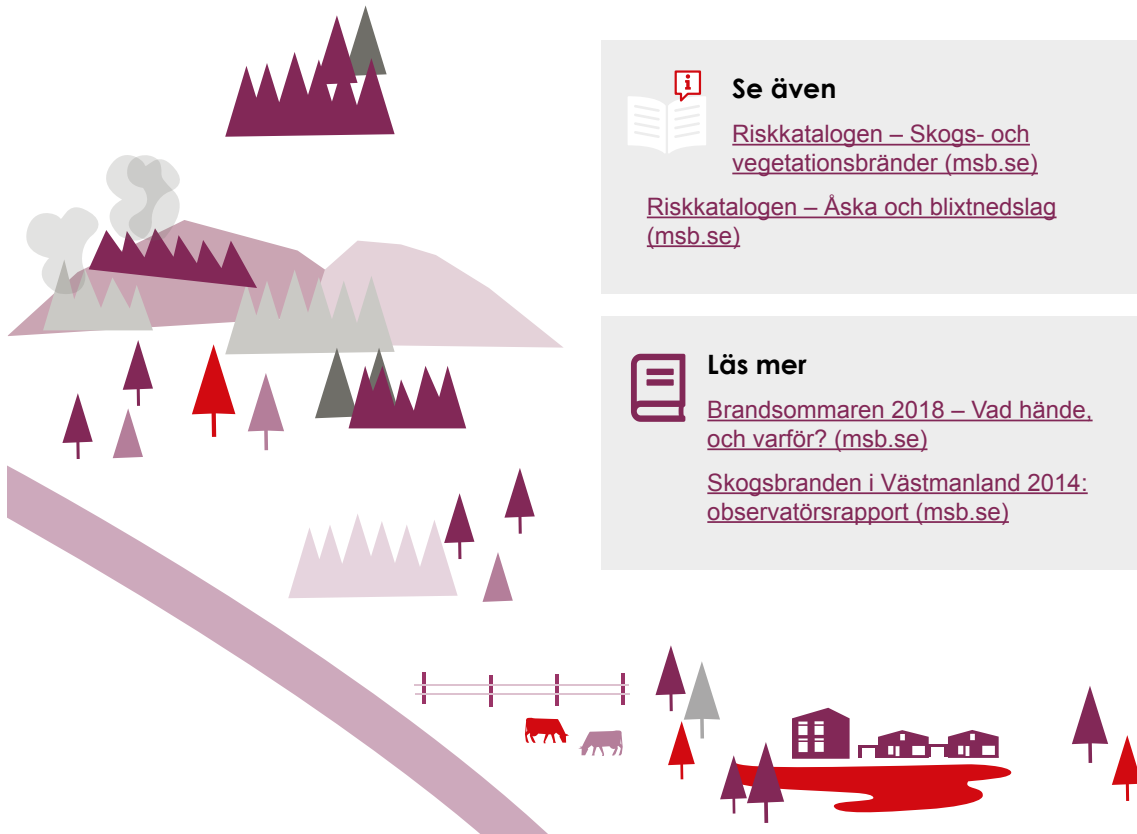 Se även
Riskkatalogen – Skogs- och
vegetationsbränder (msb.se)
Riskkatalogen – Åska och blixtnedslag
(msb.se)
Läs mer
Brandsommaren 2018 – Vad hände,
och varför? (msb.se)
Skogsbranden i Västmanland 2014:
observatörsrapport (msb.se)